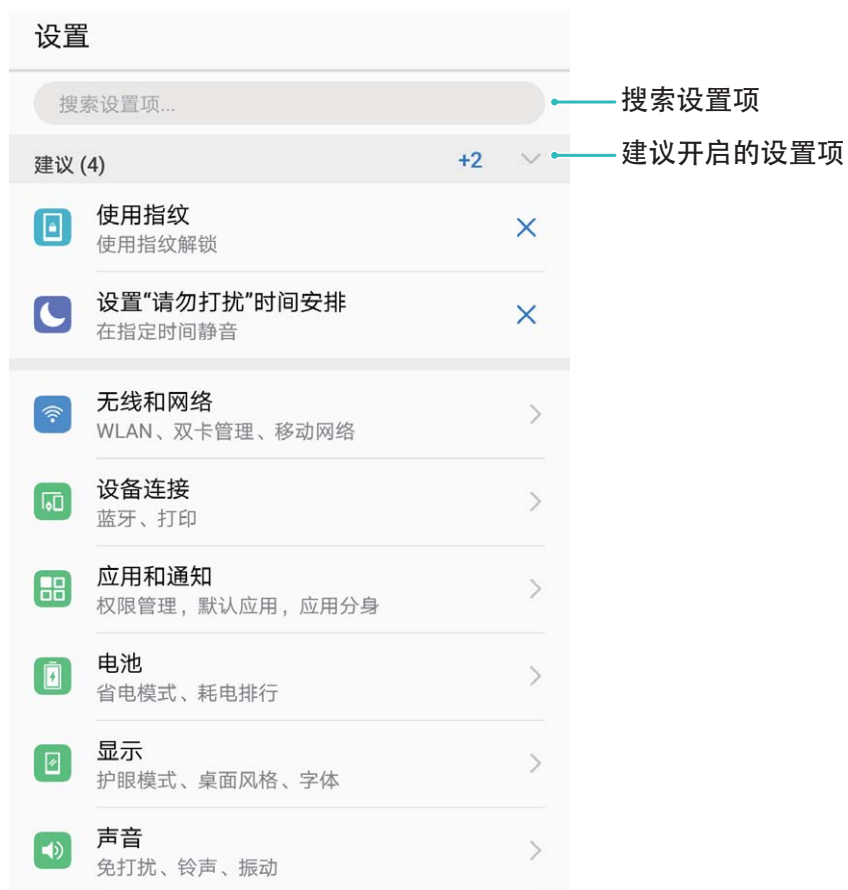 设置
搜索设置项...
搜索设置项
建议 (4)
+2
建议开启的设置项
使用指纹
使用指纹解锁
设置“请勿打扰”时间安排
在指定时间静音
无线和网络
WLAN、双卡管理、移动网络
设备连接
蓝牙、打印
应用和通知
权限管理，默认应用，应用分身
电池
省电模式、耗电排行
显示
护眼模式、桌面风格、字体
声音
免打扰、铃声、振动